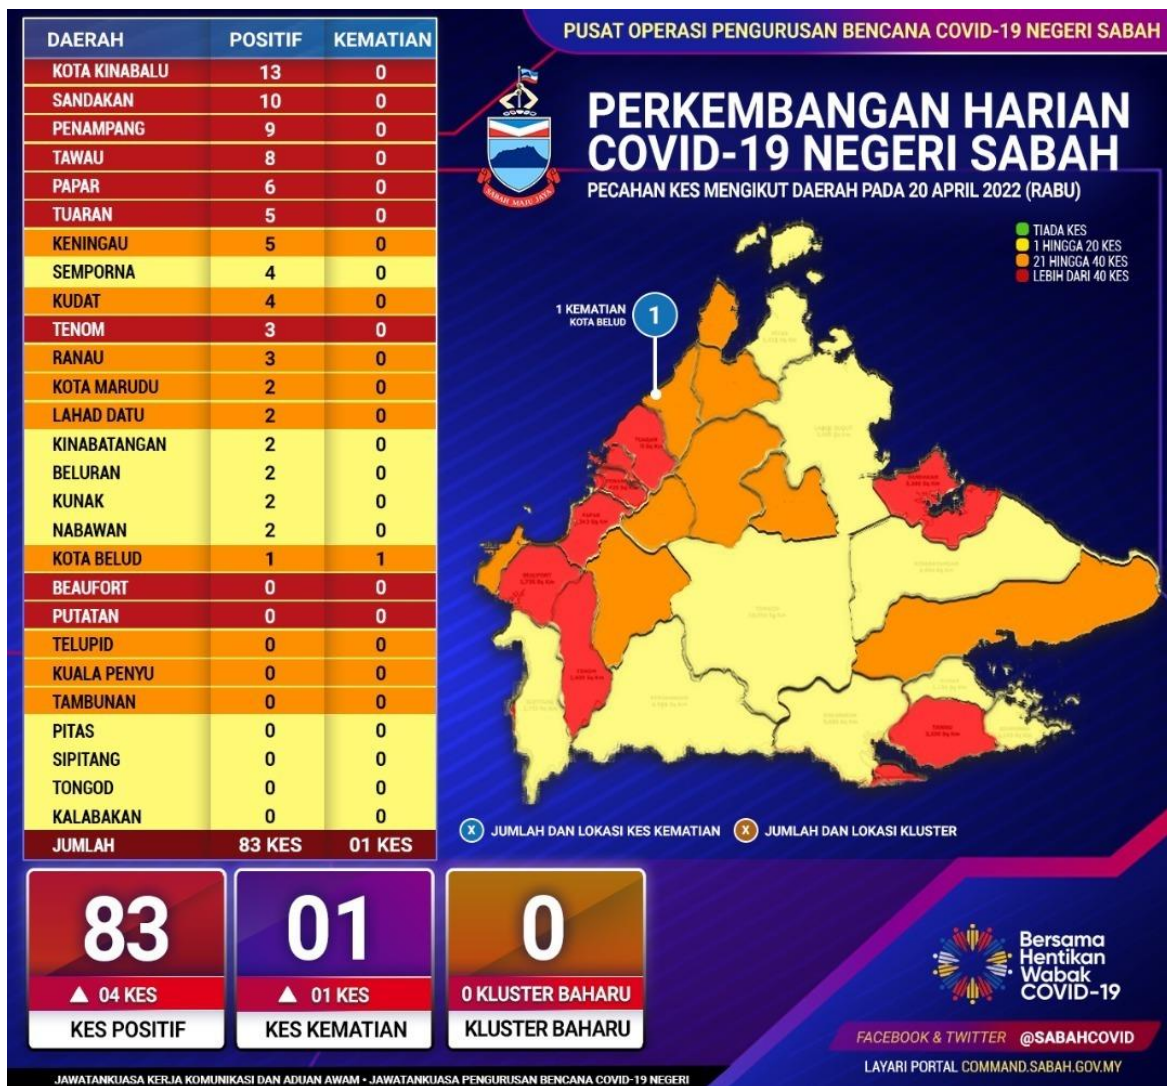 PUSAT OPERASI PENGURUSAN BENCANA COVID-19 NEGERI SABAH
PERKEMBANGAN HARIAN
COVID-19 NEGERI SABAH
PECAHAN KES MENGIKUT DAERAH PADA 20 APRIL 2022 (RABU)
SABAH MAJU JAYA
DAERAH POSITIF KEMATIAN
KOTA KINABALU 13 0
SANDAKAN 10 0
PENAMPANG 9 0
TAWAU 8 0
PAPAR 6 0
TUARAN 5 0
KENINGAU 5 0
SEMPORNA 4 0
KUDAT 4 0
TENOM 3 0
RANAU 3 0
KOTA MARUDU 2 0
LAHAD DATU 2 0
KINABATANGAN 2 0
BELURAN 2 0
KUNAK 2 0
NABAWAN 2 0
KOTA BELUD 1 1
BEAUFORT 0 0
PUTATAN 0 0
TELUPID 0 0
KUALA PENYU 0 0
TAMBUNAN 0 0
PITAS 0 0
SIPITANG 0 0
TONGOD 0 0
KALABAKAN 0 0
JUMLAH 83 KES 01 KES
TIADA KES
1 HINGGA 20 KES
21 HINGGA 40 KES
LEBIH DARI 40 KES
1 KEMATIAN
KOTA BELUD
1
BEAUFORT
X JUMLAH DAN LOKASI KES KEMATIAN X JUMLAH DAN LOKASI KLUSTER
83 01 0
▲ 04 KES ▲ 01 KES 0 KLUSTER BAHARU
KES POSITIF KES KEMATIAN KLUSTER BAHARU
Bersama
Hentikan
Wabak
COVID-19
FACEBOOK & TWITTER @SABAHCOVID
LAYARI PORTAL COMMAND.SABAH.GOV.MY
JAWATANKUASA KERJA KOMUNIKASI DAN ADUAN AWAM • JAWATANKUASA PENGURUSAN BENCANA COVID-19 NEGERI